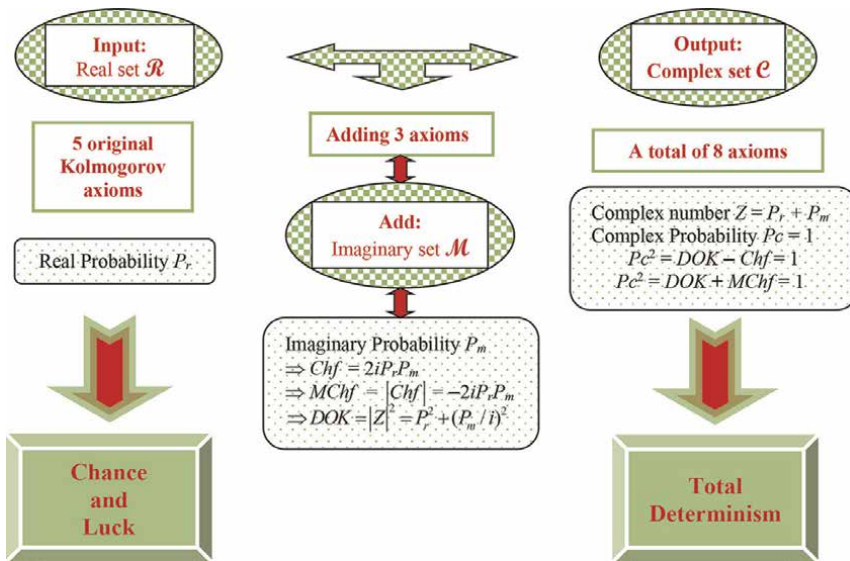 Input:
Real set 𝓡
5 original
Kolmogorov
axioms
Real Probability Pᵣ
Chance
and
Luck
Adding 3 axioms
Add:
Imaginary set 𝓜
Imaginary Probability Pₘ
⇒ Chf = 2iPᵣPₘ
⇒ MChf = |Chf| = −2iPᵣPₘ
⇒ DOK = |Z|² = Pᵣ² + (Pₘ/i)²
Output:
Complex set 𝓒
A total of 8 axioms
Complex number Z = Pᵣ + Pₘ
Complex Probability Pc = 1
Pc² = DOK − Chf = 1
Pc² = DOK + MChf = 1
Total
Determinism